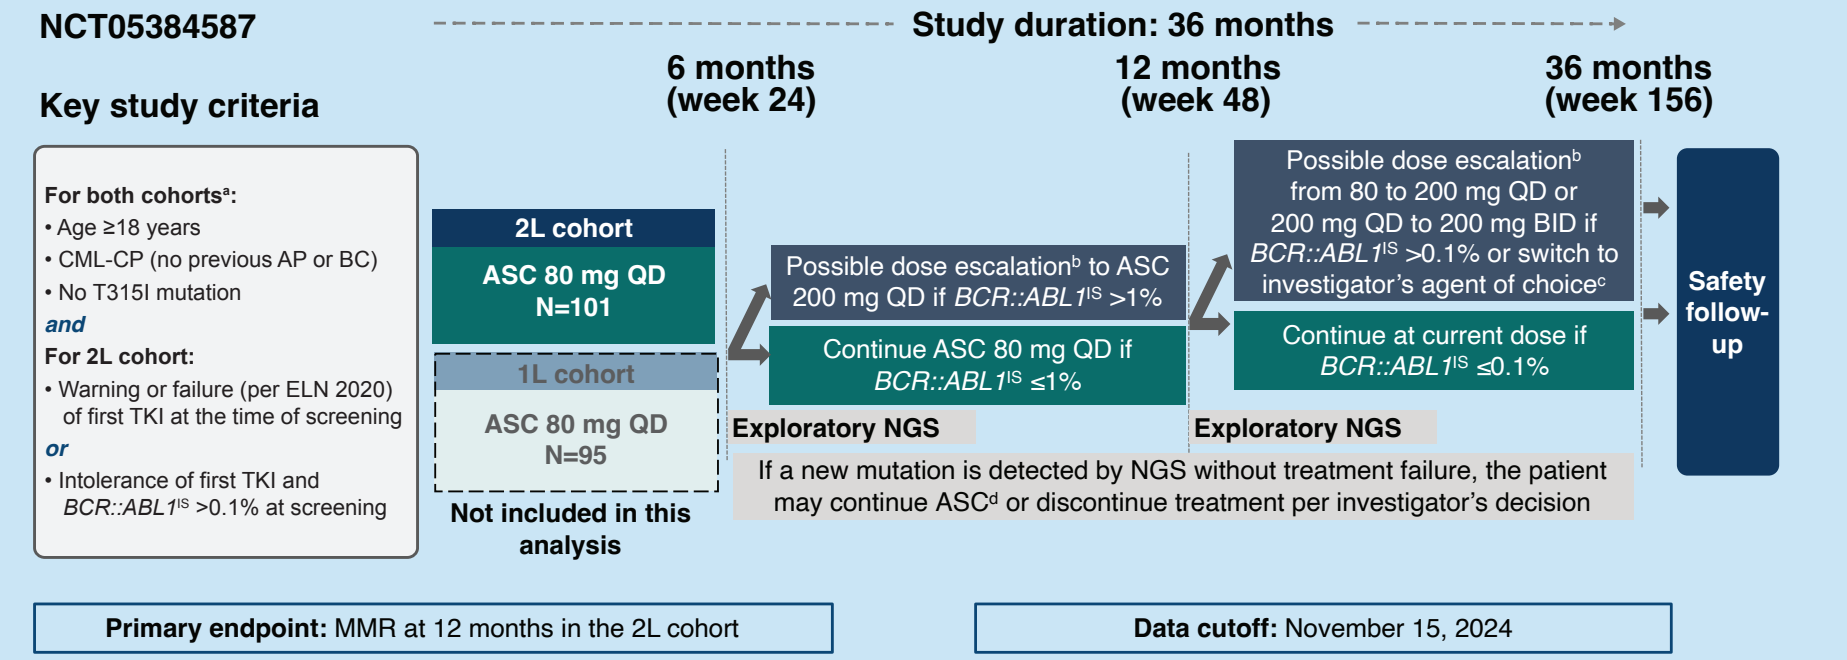 NCT05384587
Study duration: 36 months
6 months
(week 24)
12 months
(week 48)
36 months
(week 156)
Key study criteria
For both cohortsᵃ:
• Age ≥18 years
• CML-CP (no previous AP or BC)
• No T315I mutation
and
For 2L cohort:
• Warning or failure (per ELN 2020)
of first TKI at the time of screening
or
• Intolerance of first TKI and
BCR::ABL1ᴵˢ >0.1% at screening
2L cohort
ASC 80 mg QD
N=101
1L cohort
ASC 80 mg QD
N=95
Not included in this
analysis
Possible dose escalationᵇ to ASC
200 mg QD if BCR::ABL1ᴵˢ >1%
Continue ASC 80 mg QD if
BCR::ABL1ᴵˢ ≤1%
Exploratory NGS
Possible dose escalationᵇ
from 80 to 200 mg QD or
200 mg QD to 200 mg BID if
BCR::ABL1ᴵˢ >0.1% or switch to
investigator’s agent of choiceᶜ
Continue at current dose if
BCR::ABL1ᴵˢ ≤0.1%
Exploratory NGS
If a new mutation is detected by NGS without treatment failure, the patient
may continue ASCᵈ or discontinue treatment per investigator’s decision
Safety
follow-
up
Primary endpoint: MMR at 12 months in the 2L cohort
Data cutoff: November 15, 2024